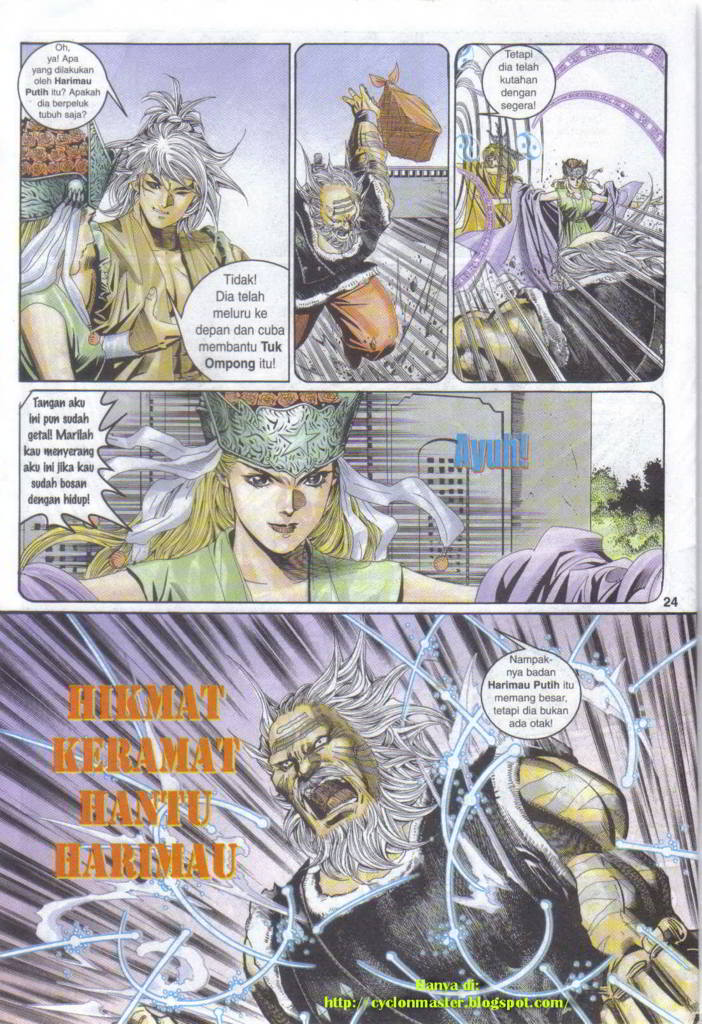 Oh,
ya! Apa
yang dilakukan
oleh Harimau
Putih itu? Apakah
dia berpeluk
tubuh saja?
Tidak!
Dia telah
meluru ke
depan dan cuba
membantu Tuk
Ompong itu!
Tetapi
dia telah
kutahan
dengan
segera!
Tangan aku
ini pun sudah
getal! Marilah
kau menyerang
aku ini jika kau
sudah bosan
dengan hidup!
Ayuh!
24
Nampak-
nya badan
Harimau Putih itu
memang besar,
tetapi dia bukan
ada otak!
HIKMAT
KERAMAT
HANTU
HARIMAU
Hanya di:
http://cyclonmaster.blogspot.com/